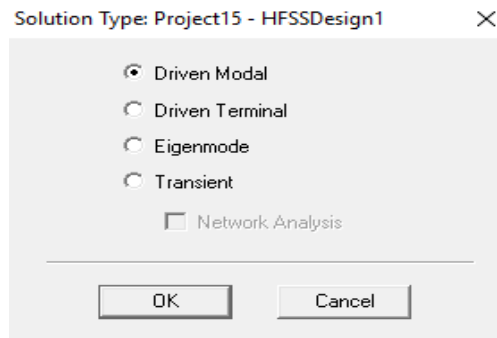 Solution Type: Project15 - HFSSDesign1
Driven Modal
Driven Terminal
Eigenmode
Transient
Network Analysis
OK Cancel